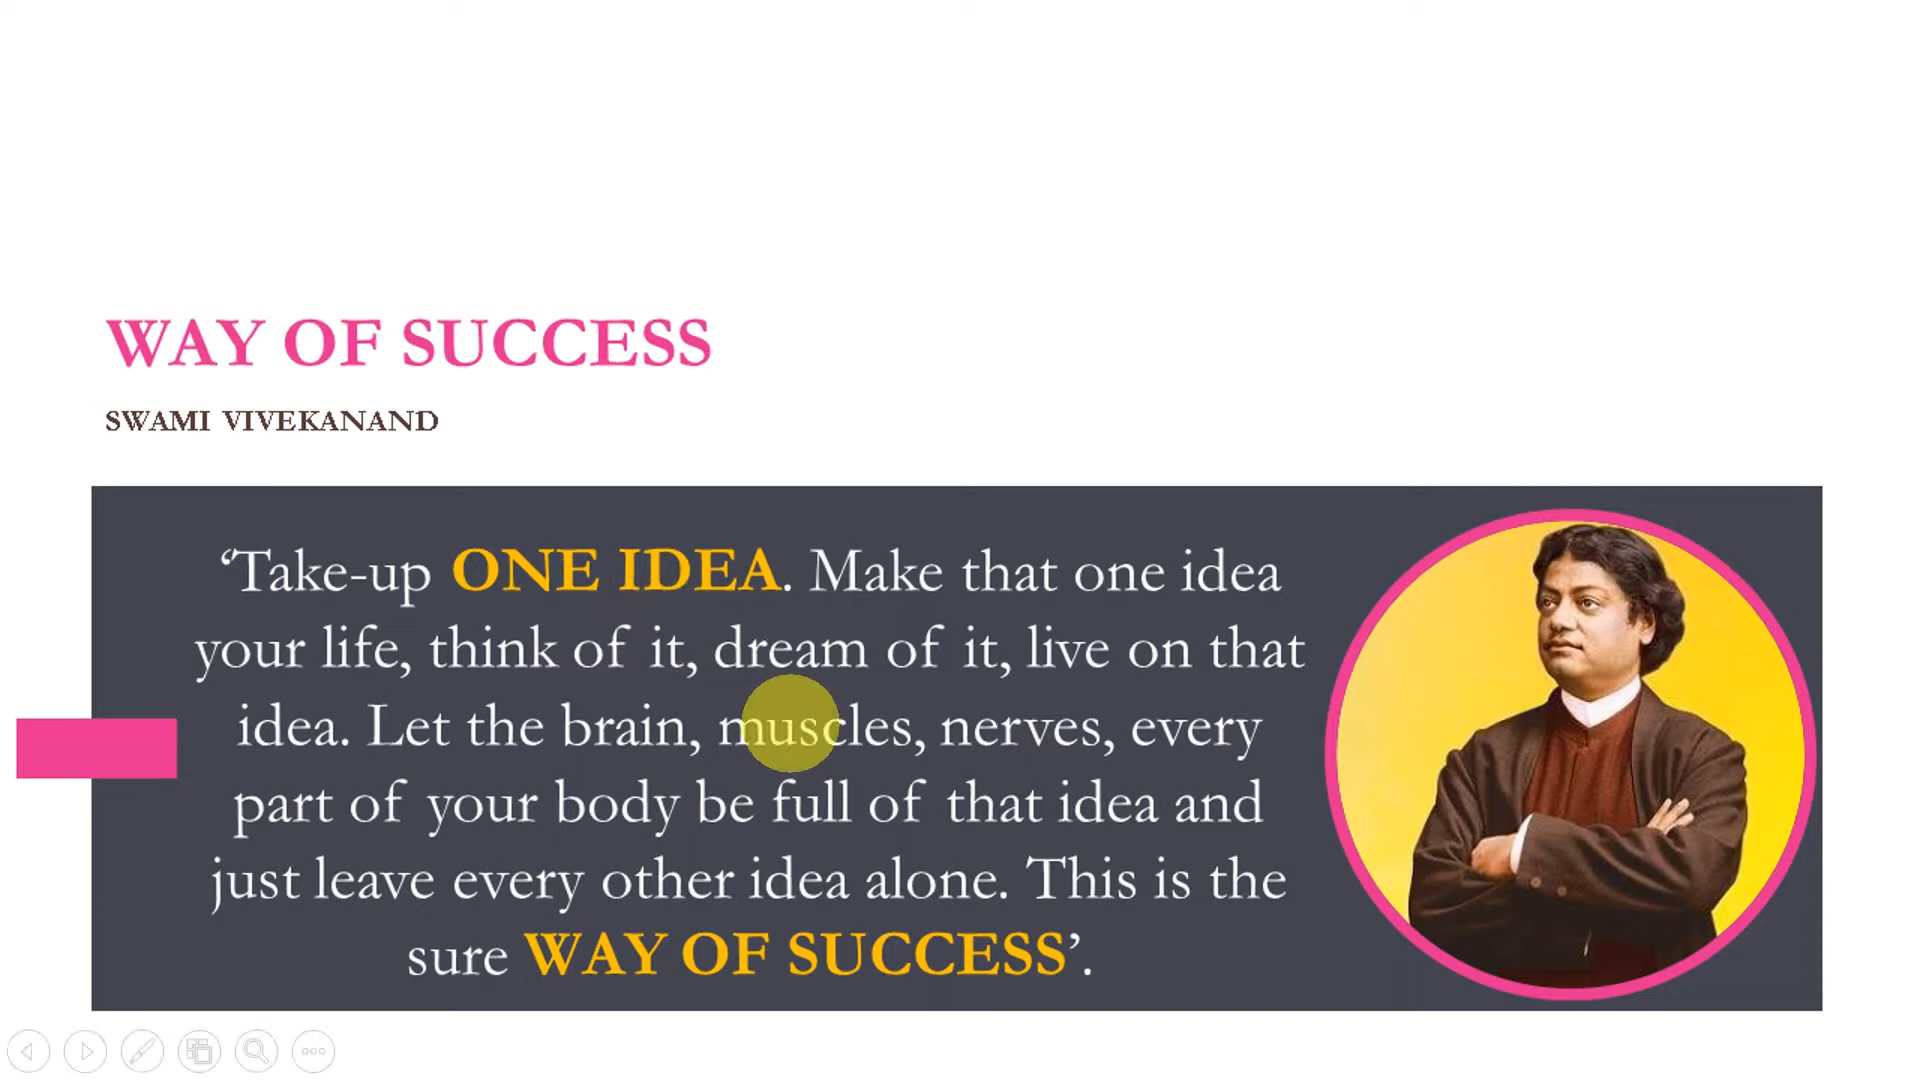 WAY OF SUCCESS
SWAMI VIVEKANAND
‘Take-up ONE IDEA. Make that one idea
your life, think of it, dream of it, live on that
idea. Let the brain, muscles, nerves, every
part of your body be full of that idea and
just leave every other idea alone. This is the
sure WAY OF SUCCESS’.